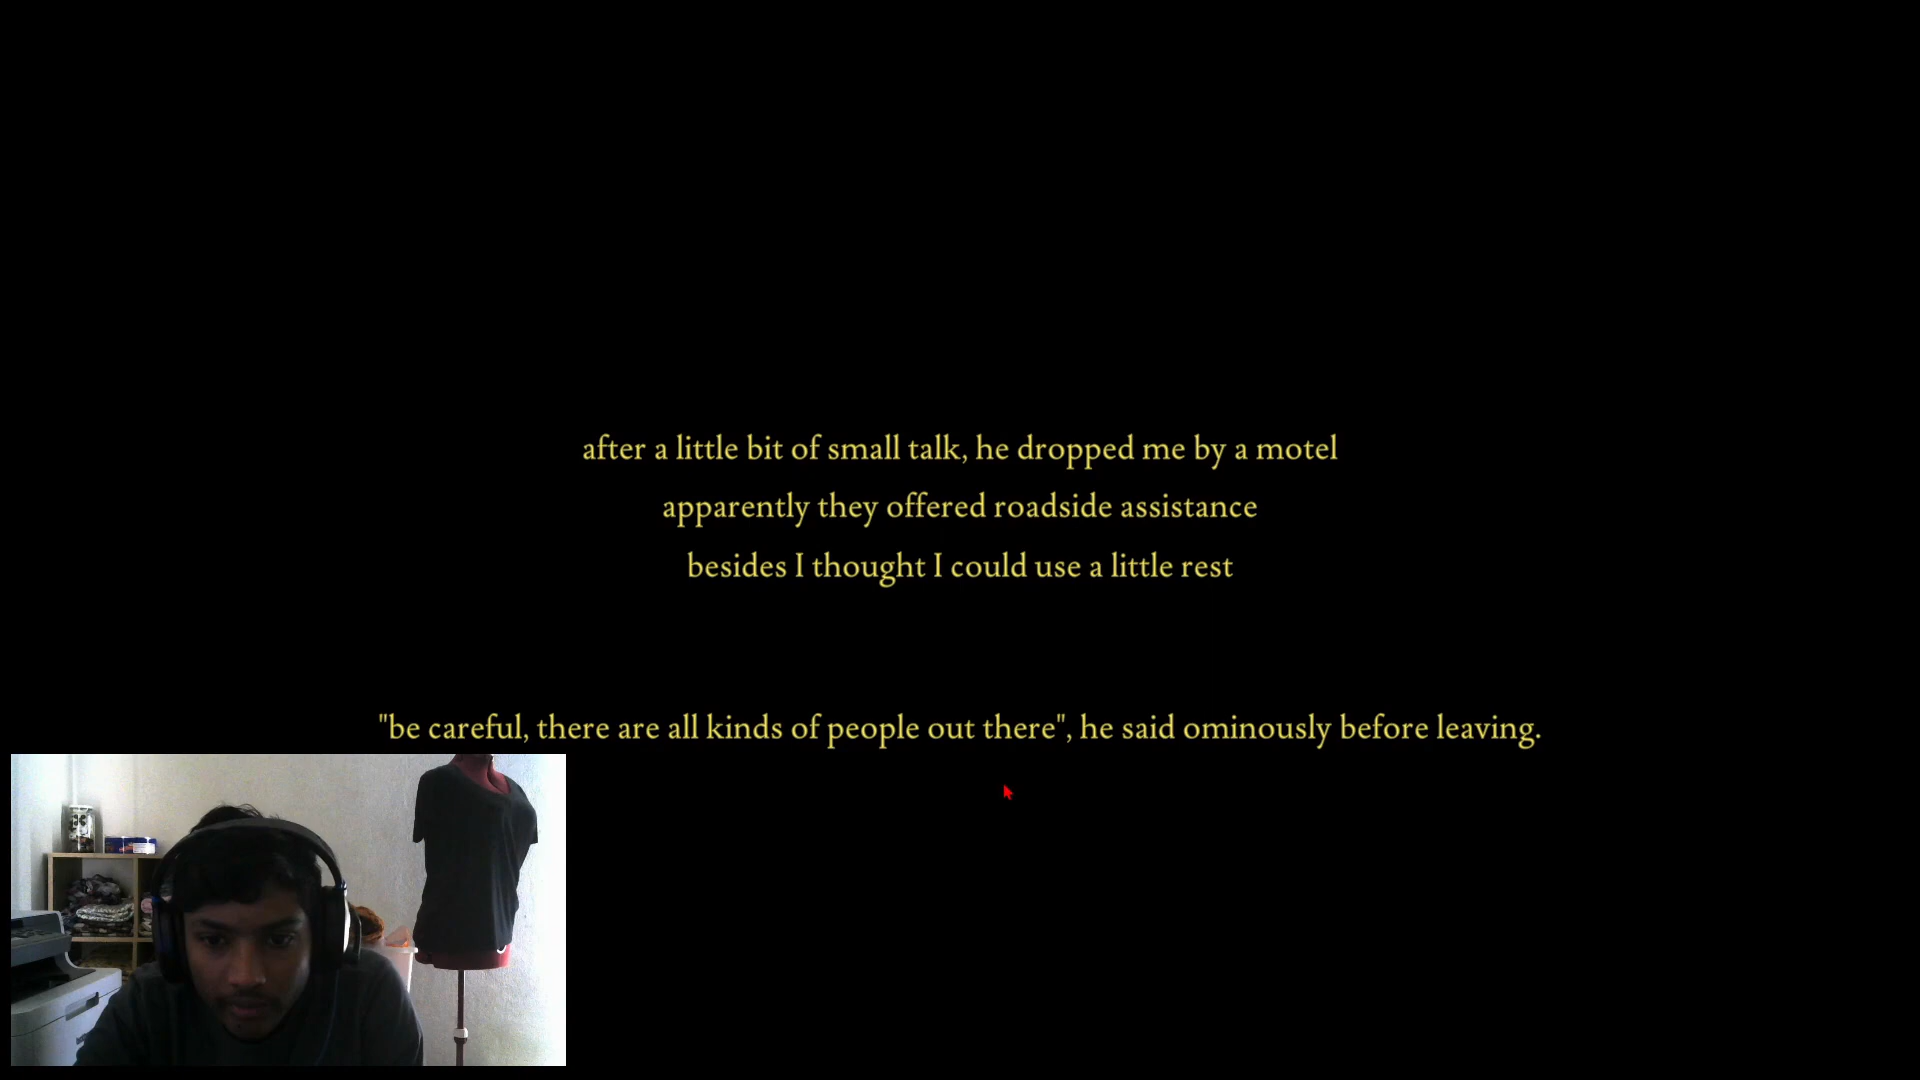 after a little bit of small talk, he dropped me by a motel
apparently they offered roadside assistance
besides I thought I could use a little rest
"be careful, there are all kinds of people out there", he said ominously before leaving.